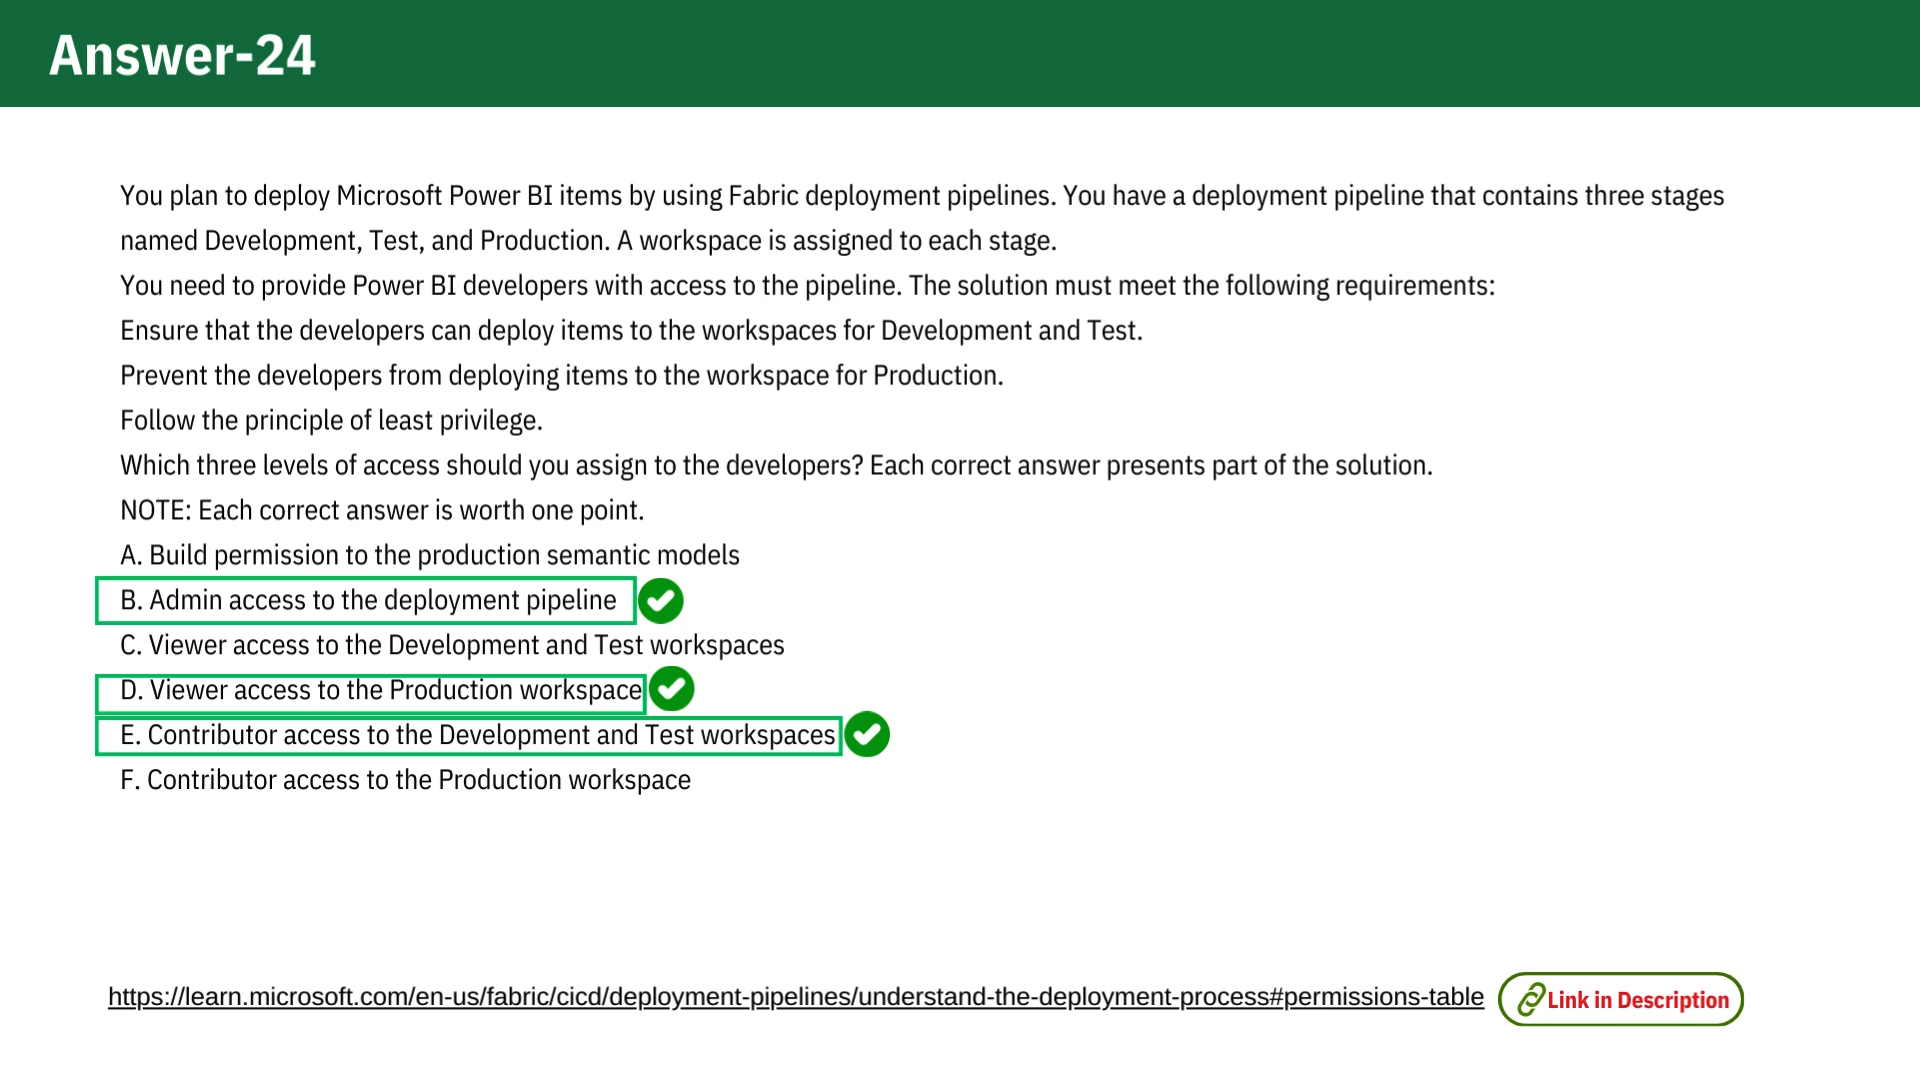 Answer-24
You plan to deploy Microsoft Power BI items by using Fabric deployment pipelines. You have a deployment pipeline that contains three stages
named Development, Test, and Production. A workspace is assigned to each stage.
You need to provide Power BI developers with access to the pipeline. The solution must meet the following requirements:
Ensure that the developers can deploy items to the workspaces for Development and Test.
Prevent the developers from deploying items to the workspace for Production.
Follow the principle of least privilege.
Which three levels of access should you assign to the developers? Each correct answer presents part of the solution.
NOTE: Each correct answer is worth one point.
A. Build permission to the production semantic models
B. Admin access to the deployment pipeline
C. Viewer access to the Development and Test workspaces
D. Viewer access to the Production workspace
E. Contributor access to the Development and Test workspaces
F. Contributor access to the Production workspace
https://learn.microsoft.com/en-us/fabric/cicd/deployment-pipelines/understand-the-deployment-process#permissions-table
Link in Description